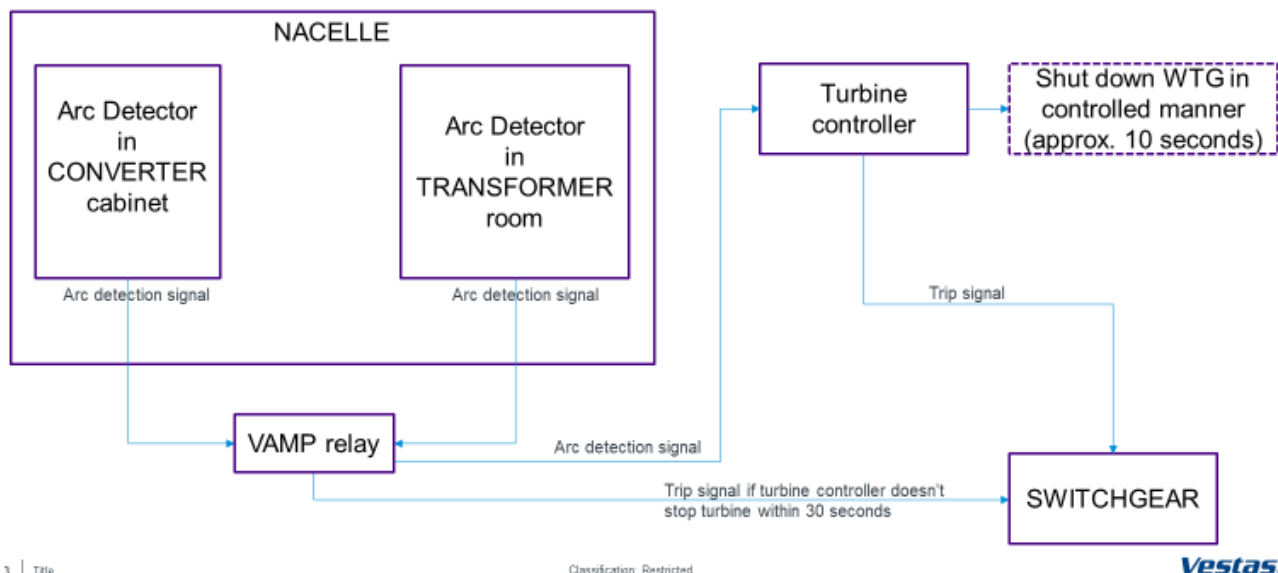 NACELLE
Arc Detector
in
CONVERTER
cabinet
Arc Detector
in
TRANSFORMER
room
Turbine
controller
Shut down WTG in
controlled manner
(approx. 10 seconds)
Arc detection signal
Arc detection signal
Trip signal
VAMP relay
Arc detection signal
Trip signal if turbine controller doesn't
stop turbine within 30 seconds
SWITCHGEAR
3 | Title
Classification: Restricted
Vestas